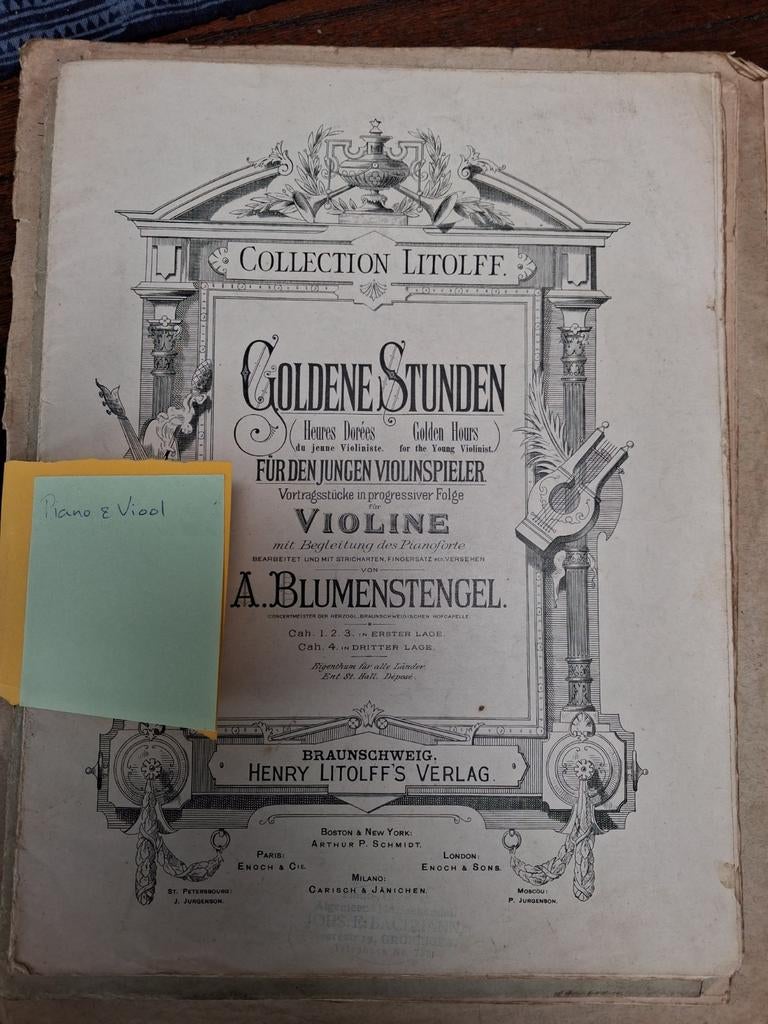 COLLECTION LITOLFF.
GOLDENE STUNDEN
(Heures Dorées Golden Hours)
du jeune Violiniste. for the Young Violinist.
FÜR DEN JUNGEN VIOLINSPIELER.
Vortragsstücke in progressiver Folge
für
VIOLINE
mit Begleitung des Pianoforte
BEARBEITET UND MIT STRICHARTEN, FINGERSATZ ETC. VERSEHEN
VON
A. BLUMENSTENGEL.
CONCERTMEISTER DER HERZOGL. BRAUNSCHWEIGISCHEN HOFCAPELLE.
Cah. 1. 2. 3. IN ERSTER LAGE.
Cah. 4. IN DRITTER LAGE.
Eigenthum für alle Länder.
Ent. St. Hall. Déposé.
Piano & Viool
BRAUNSCHWEIG,
HENRY LITOLFF'S VERLAG.
BOSTON & NEW YORK:
ARTHUR P. SCHMIDT.
PARIS:
ENOCH & CIE.
LONDON:
ENOCH & SONS.
MILANO:
CARISCH & JÄNICHEN.
ST. PETERSBOURG:
J. JURGENSON.
MOSCOU:
P. JURGENSON.